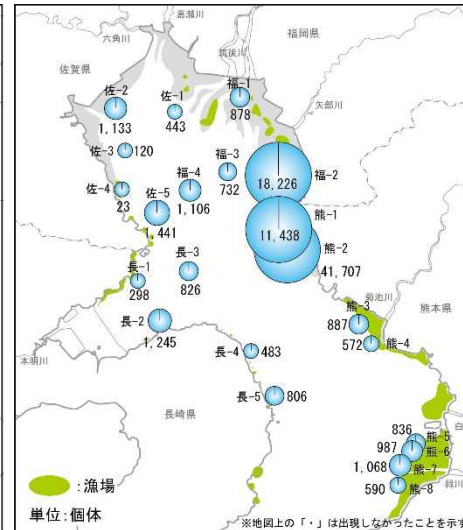 嘉瀬川
六角川
筑後川
福岡県
佐賀県
矢部川
佐-2
1,133
佐-1
443
福-1
878
佐-3 120
福-3
732
福-2
18,226
佐-4
23
福-4
1,106
佐-5
1,441
熊-1
11,438
熊-2
41,707
長-3
826
長-1
298
菊池川
熊本県
熊-3
887
572 熊-4
長-2
1,245
本明川
長-4 483
長崎県
長-5 806
白
836 熊-5
987 熊-6
1,068 熊-7
590 熊-8
緑川
:漁場
単位:個体
※地図上の「・」は出現しなかったことを示す